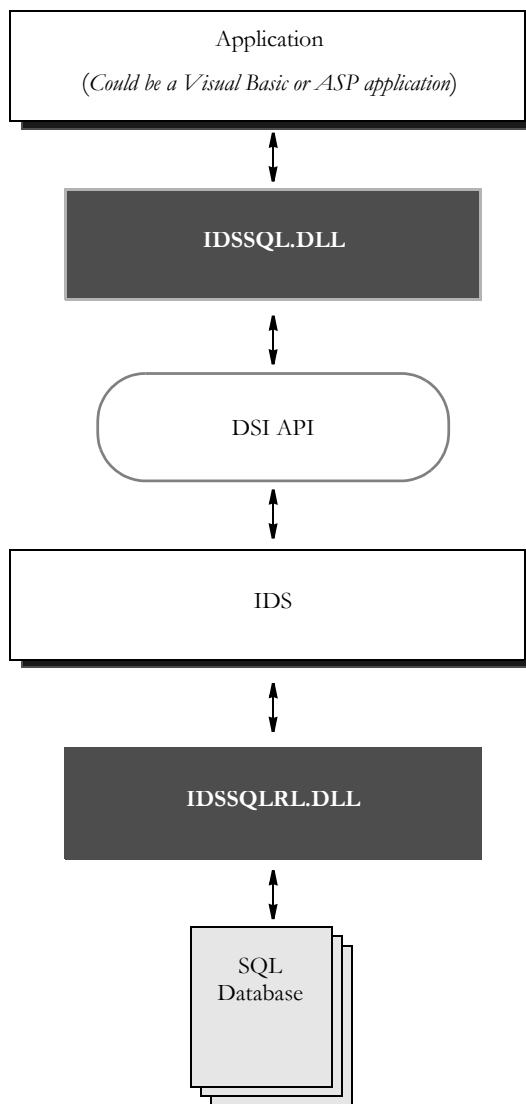 Application
(Could be a Visual Basic or ASP application)
IDSSQL.DLL
DSI API
IDS
IDSSQLRL.DLL
SQL
Database